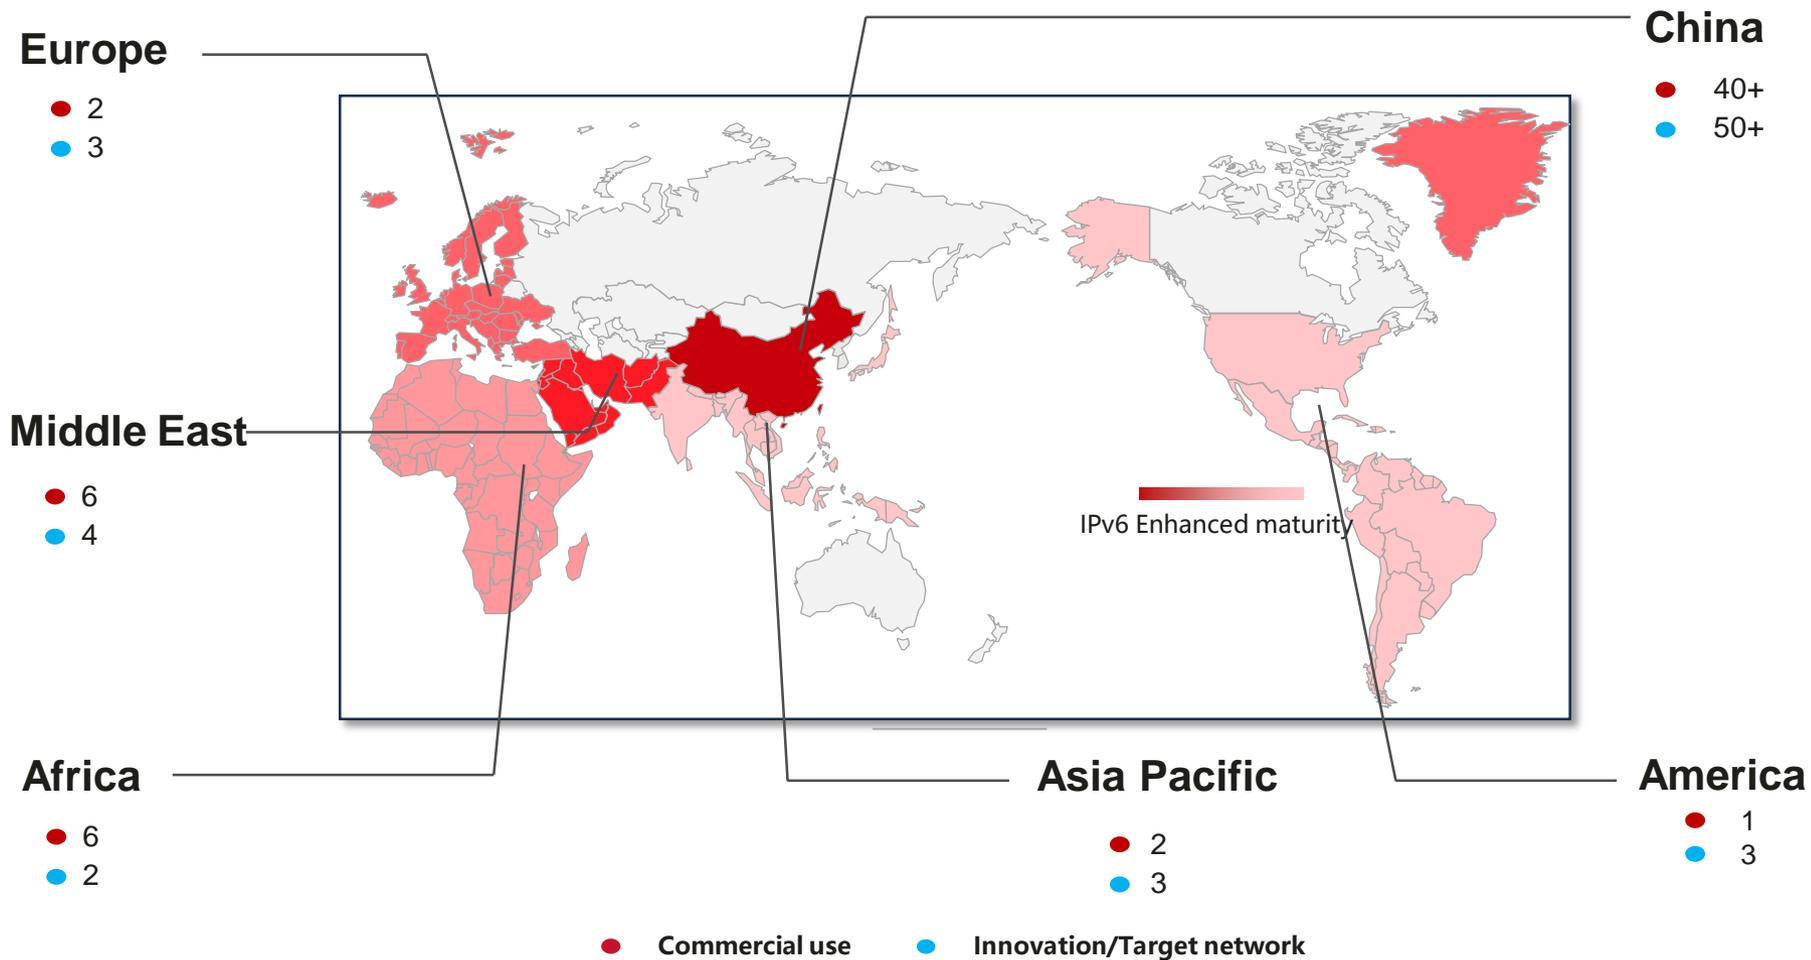 Europe
2
3
China
40+
50+
Middle East
6
4
IPv6 Enhanced maturity
Africa
6
2
Asia Pacific
2
3
America
1
3
Commercial use
Innovation/Target network